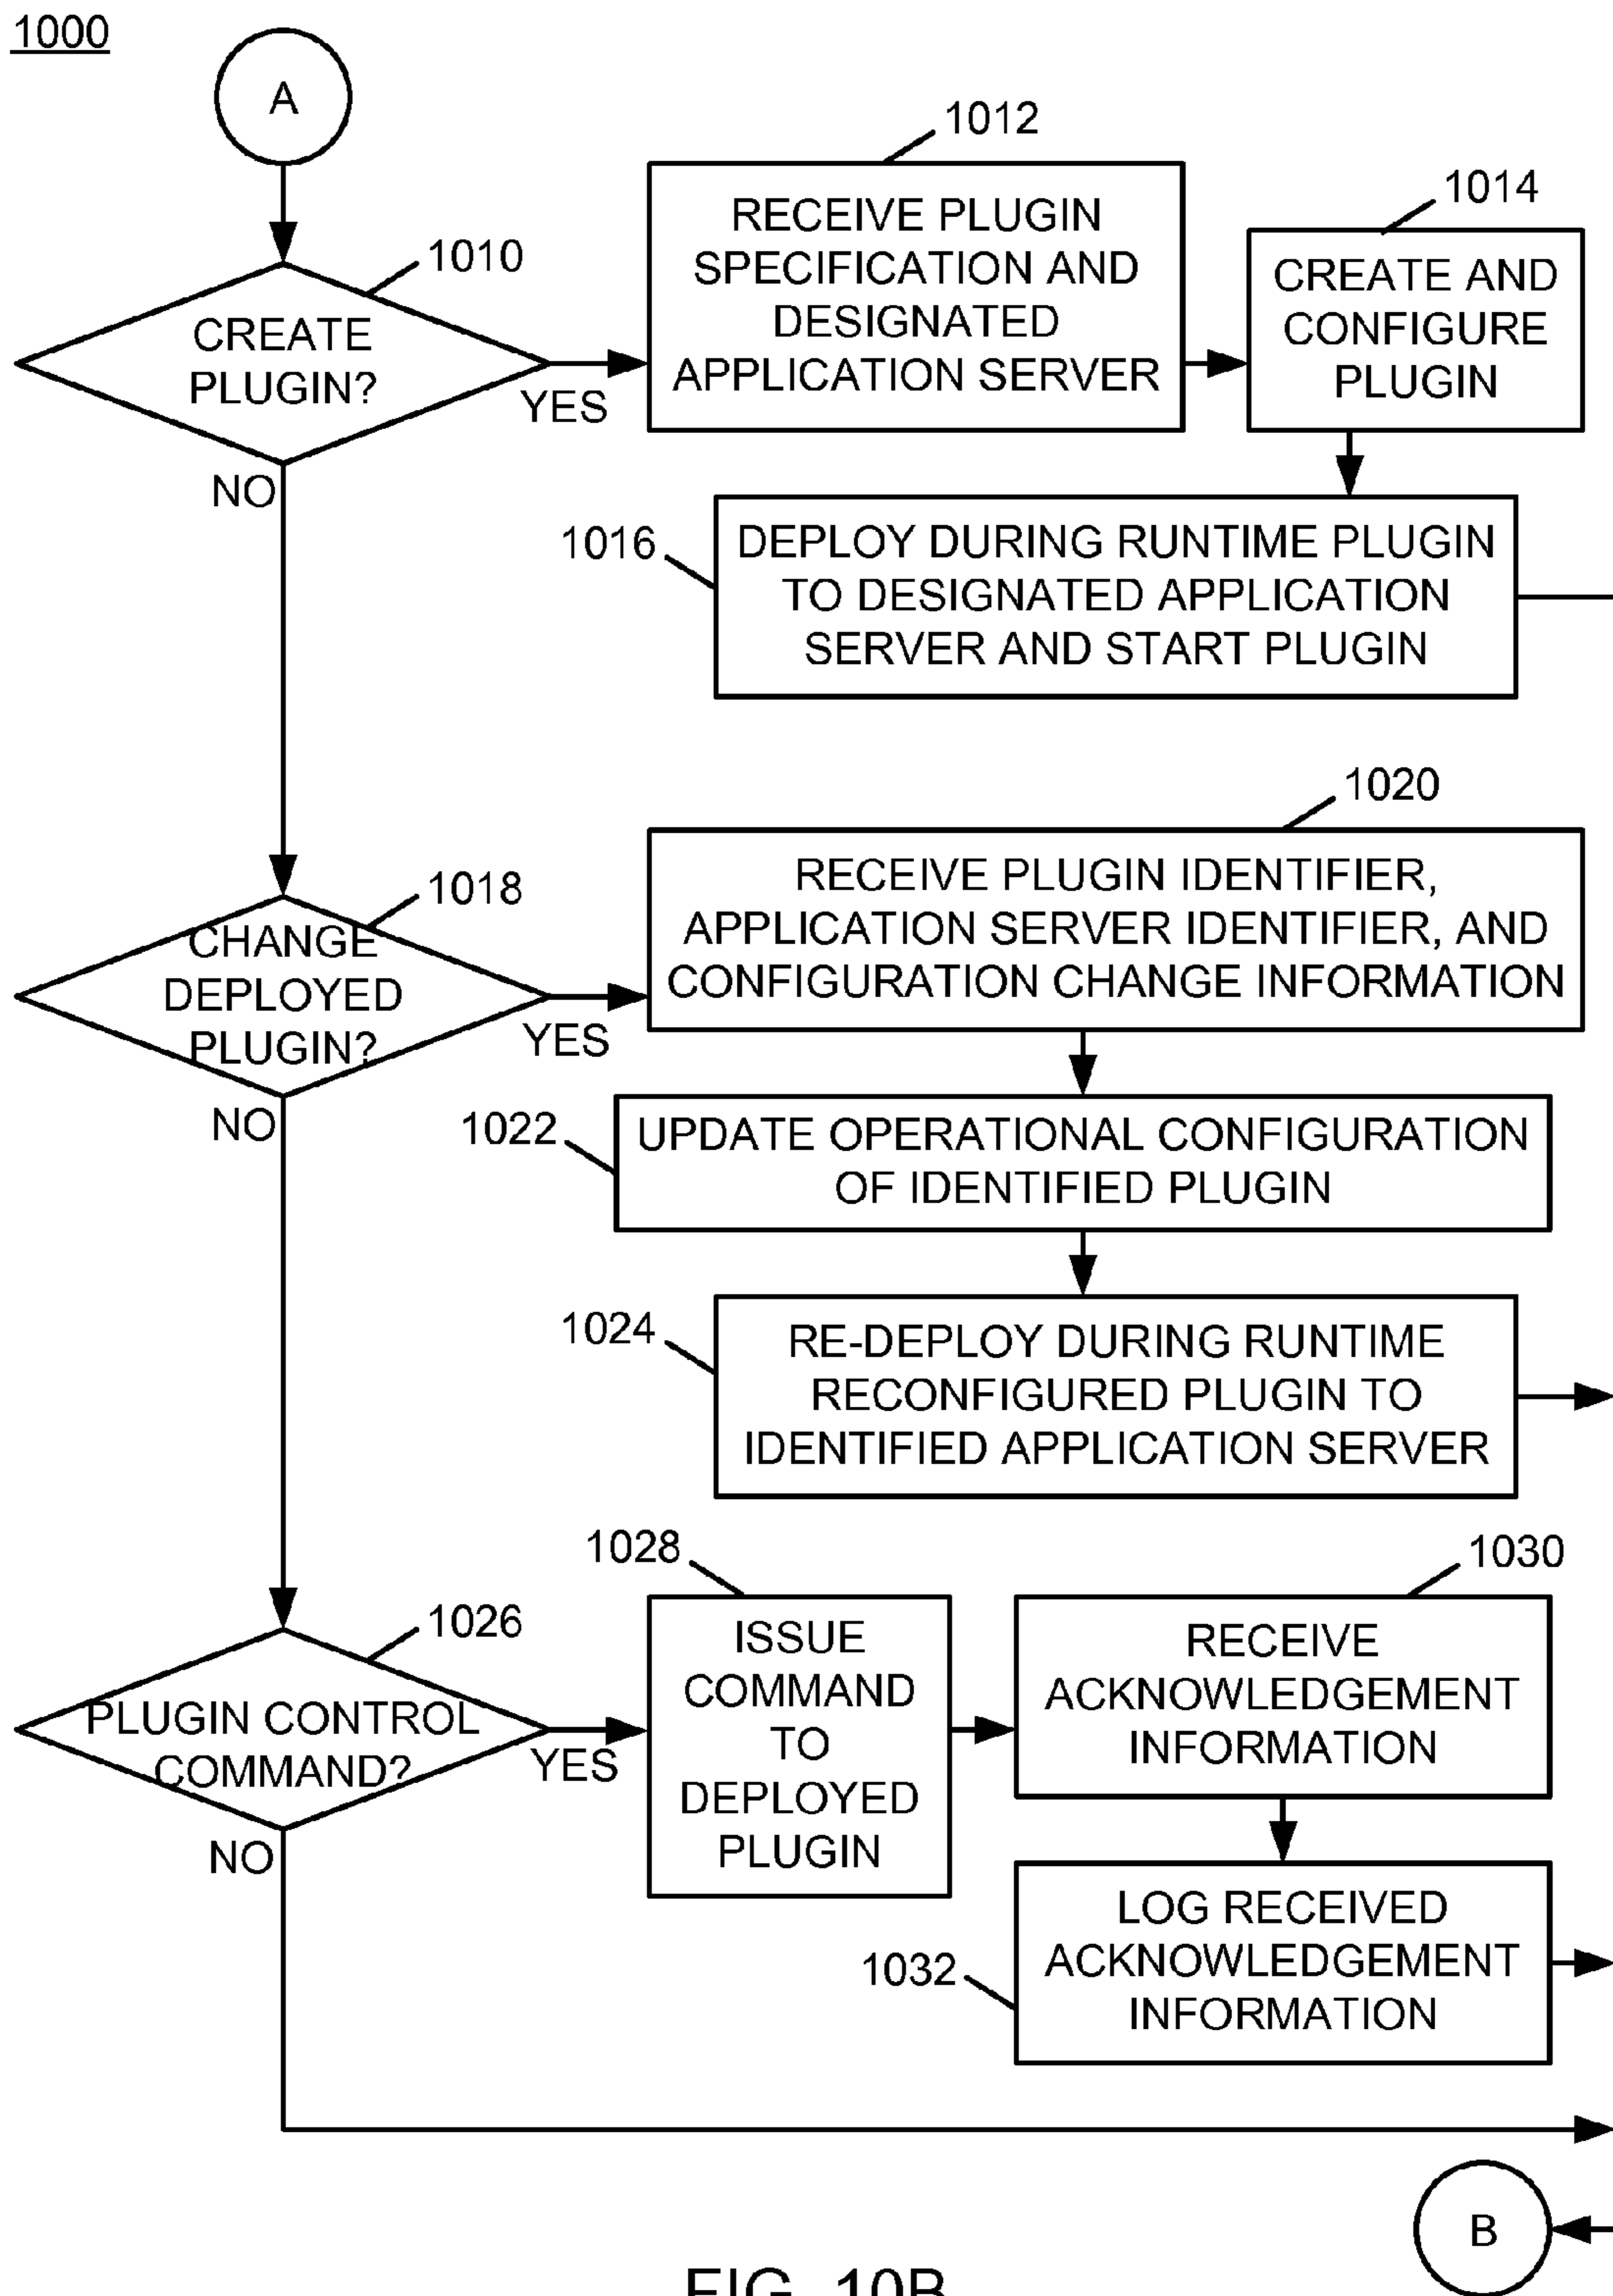 1000
A
1012
RECEIVE PLUGIN
SPECIFICATION AND
DESIGNATED
APPLICATION SERVER
1014
CREATE AND
CONFIGURE
PLUGIN
1010
CREATE
PLUGIN?
YES
NO
1016
DEPLOY DURING RUNTIME PLUGIN
TO DESIGNATED APPLICATION
SERVER AND START PLUGIN
1020
RECEIVE PLUGIN IDENTIFIER,
APPLICATION SERVER IDENTIFIER, AND
CONFIGURATION CHANGE INFORMATION
1018
CHANGE
DEPLOYED
PLUGIN?
YES
NO
1022
UPDATE OPERATIONAL CONFIGURATION
OF IDENTIFIED PLUGIN
1024
RE-DEPLOY DURING RUNTIME
RECONFIGURED PLUGIN TO
IDENTIFIED APPLICATION SERVER
1026
PLUGIN CONTROL
COMMAND?
YES
NO
1028
ISSUE
COMMAND
TO
DEPLOYED
PLUGIN
1030
RECEIVE
ACKNOWLEDGEMENT
INFORMATION
1032
LOG RECEIVED
ACKNOWLEDGEMENT
INFORMATION
B
FIG. 10B